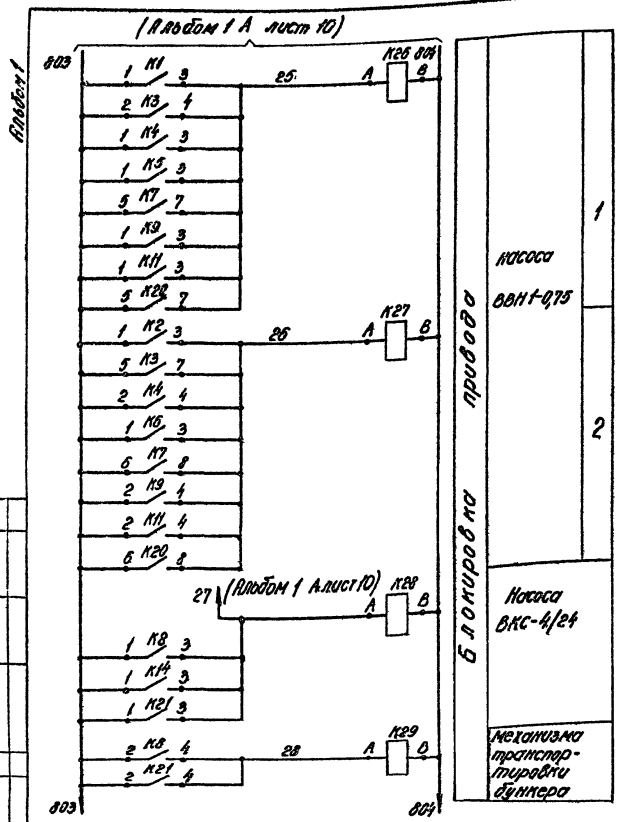 (Альбом 1 А лист 10)
Альбом 1
803 К26 804
1 К1 3 25 А В
2 К3 4
1 К4 3
1 К5 3
5 К7 7
1 К9 3
1 К11 3
5 К20 7
К27
1 К2 3 26 А В
5 К3 7
2 К4 4
1 К6 3
6 К7 8
2 К9 4
2 К11 4
6 К20 8
27 (Альбом 1 А лист 10) К28
А В
1 К8 3
1 К14 3
1 К21 3
К29
2 К8 4 28 А В
2 К21 4
803 804
Блокировка привода
насоса
ВВН 1-0,75
1
2
Насоса
ВКС-4/24
механизма
транспор-
тировки
бункера